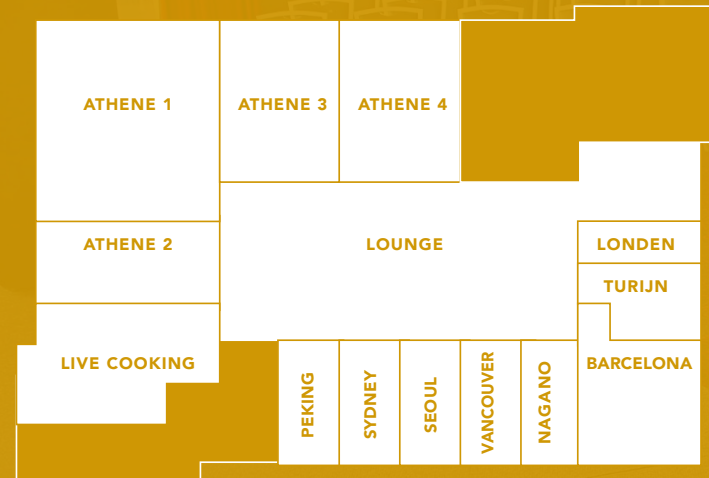 ATHENE 1
ATHENE 3
ATHENE 4
ATHENE 2
LOUNGE
LONDEN
TURIJN
LIVE COOKING
BARCELONA
PEKING
SYDNEY
SEOUL
VANCOUVER
NAGANO